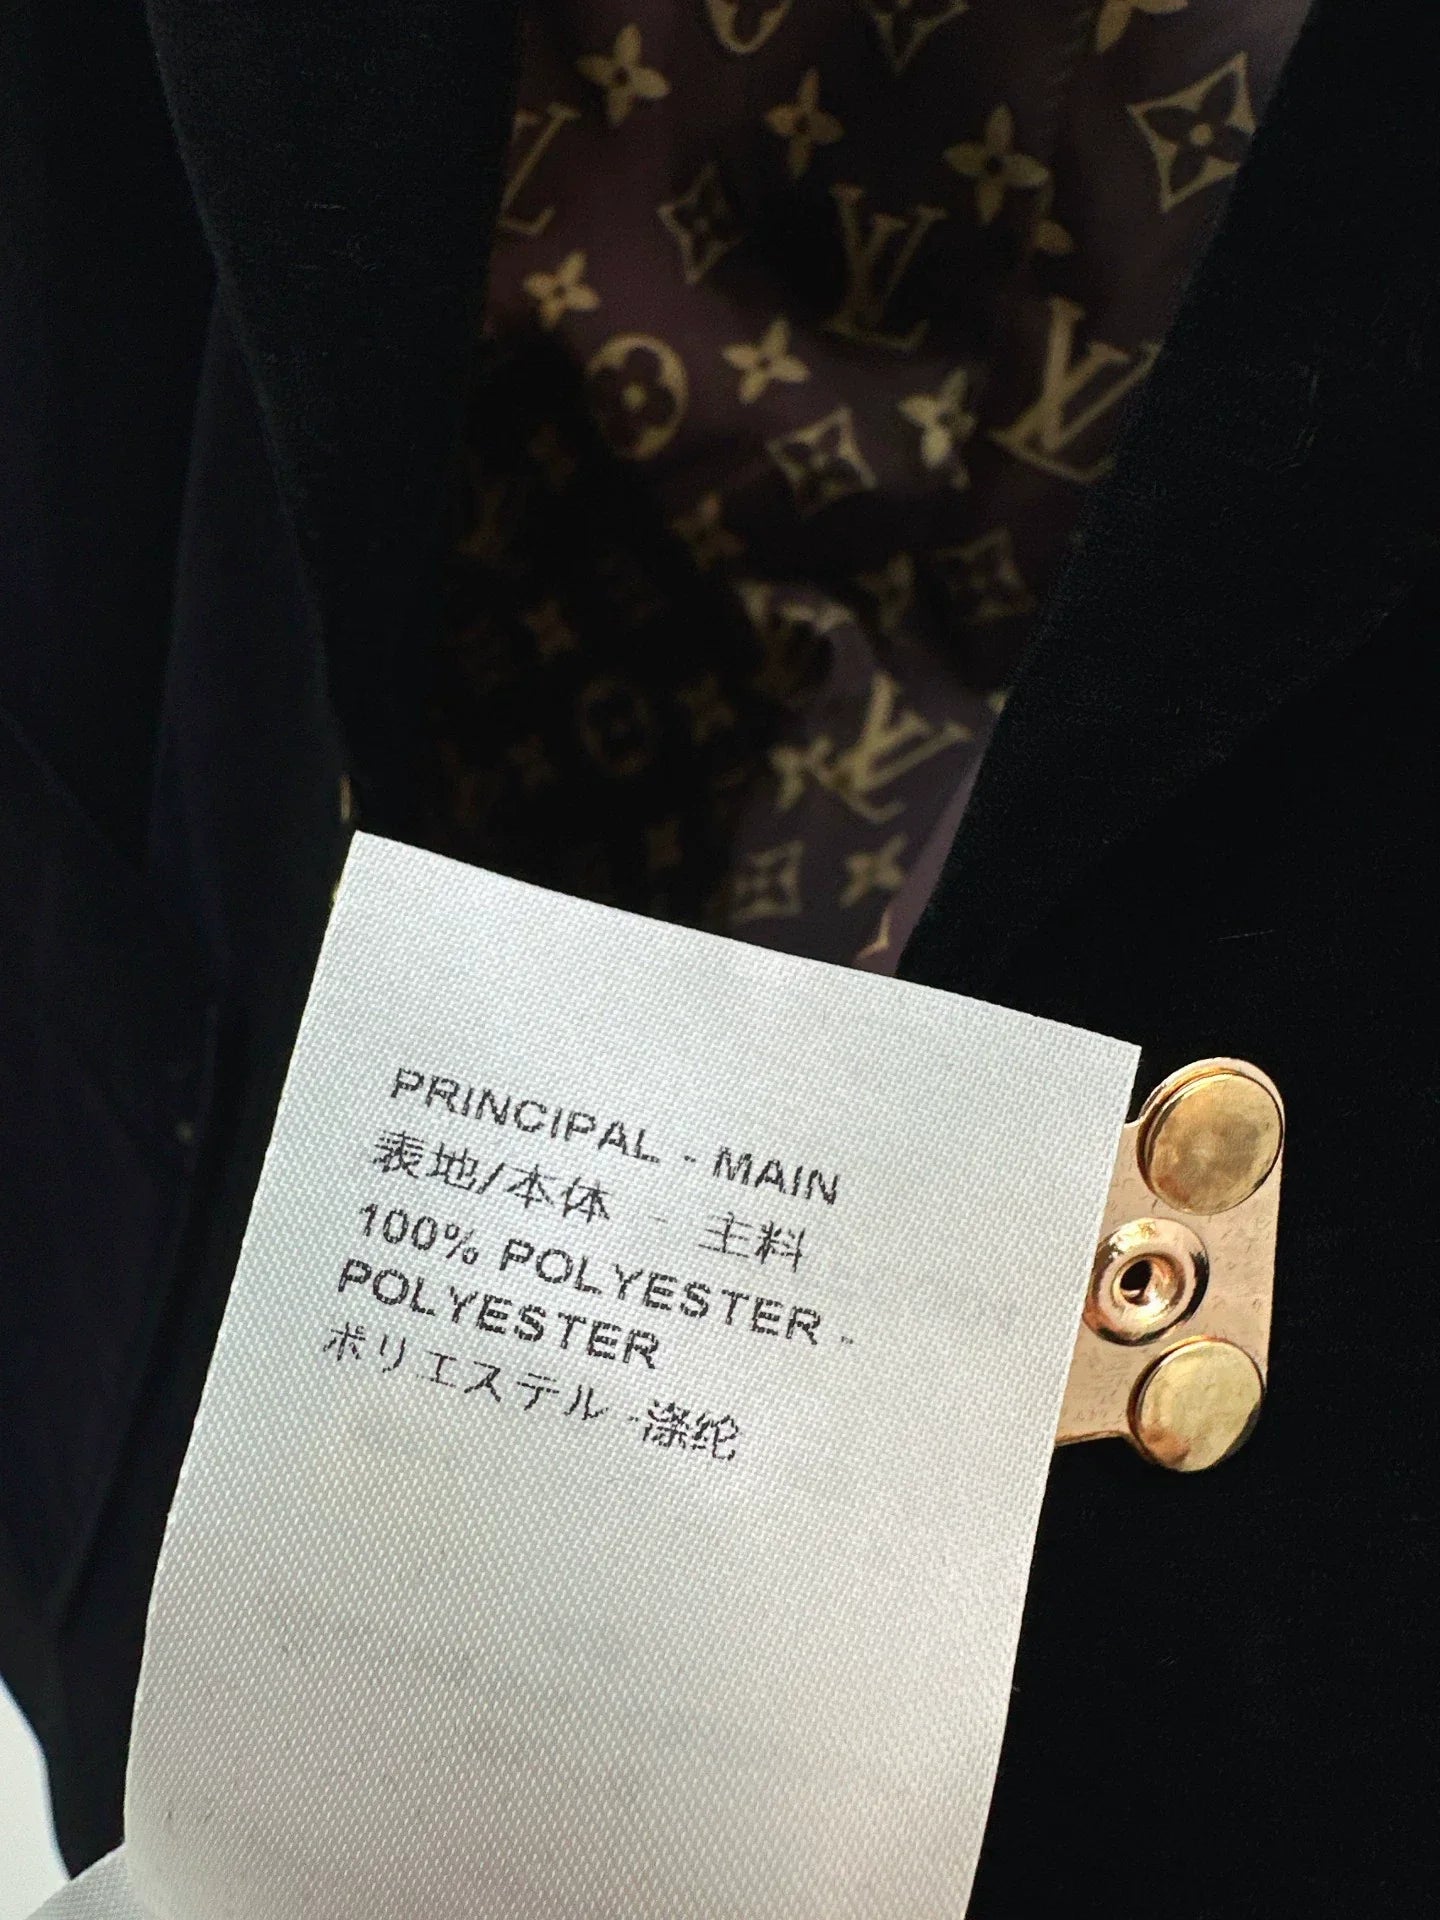 PRINCIPAL - MAIN
表地/本体 - 主料
100% POLYESTER -
POLYESTER
ポリエステル -涤纶